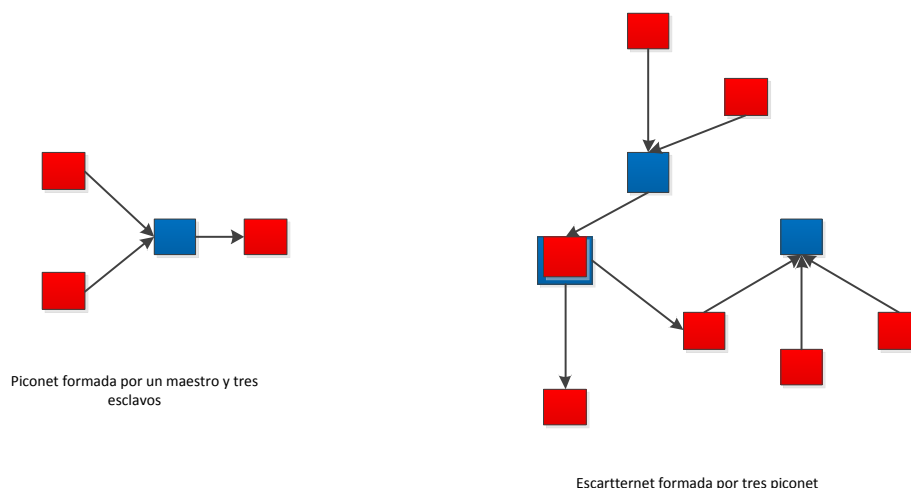 Piconet formada por un maestro y tres
esclavos
Escartternet formada por tres piconet